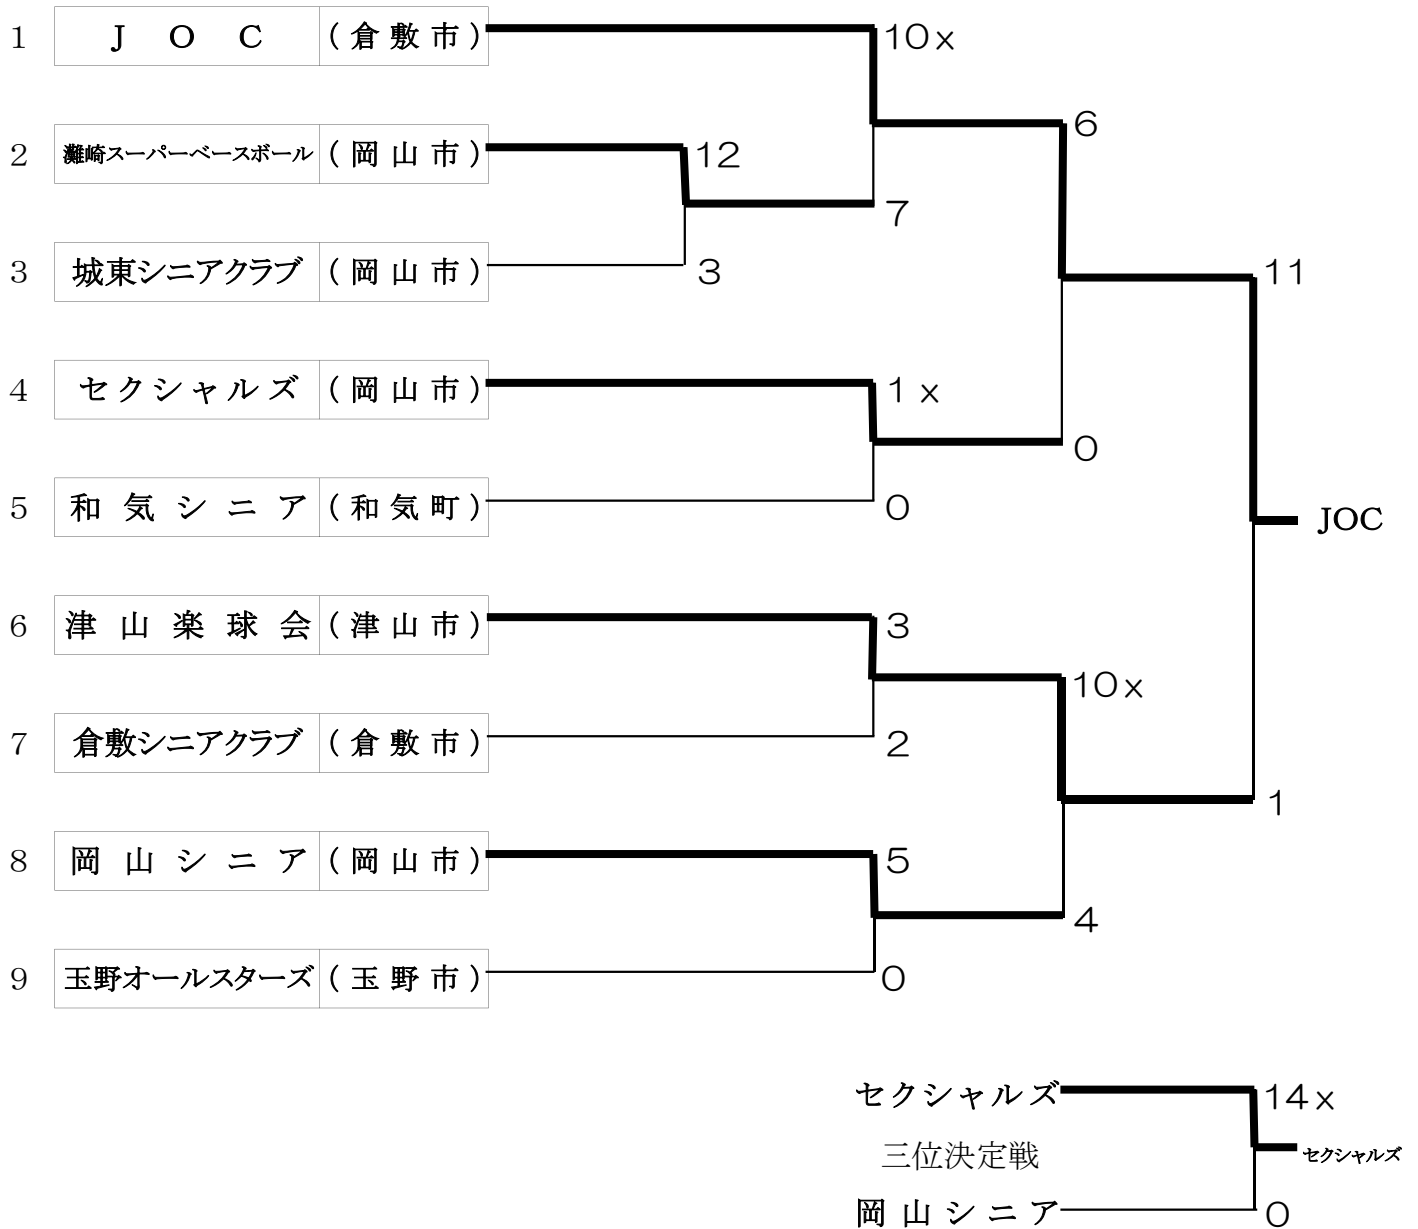 1 J O C (倉敷市) 10x
6
2 灘崎スーパーベースボール (岡山市) 12
7
3 城東シニアクラブ (岡山市) 3
11
4 セクシャルズ (岡山市) 1x
0
5 和気シニア (和気町) 0
JOC
6 津山楽球会 (津山市) 3
10x
7 倉敷シニアクラブ (倉敷市) 2
1
8 岡山シニア (岡山市) 5
4
9 玉野オールスターズ (玉野市) 0
セクシャルズ 14x
三位決定戦 セクシャルズ
岡山シニア 0